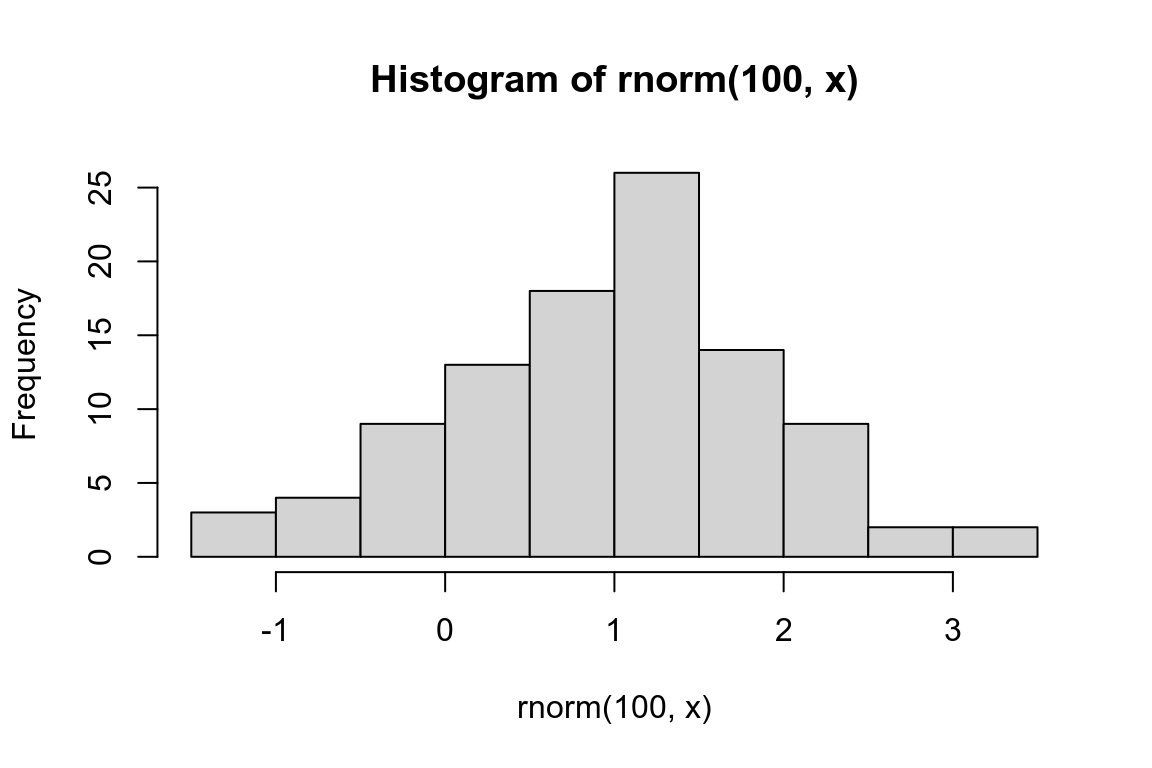 Histogram of rnorm(100, x)
Frequency
25
20
15
10
5
0
-1 0 1 2 3
rnorm(100, x)